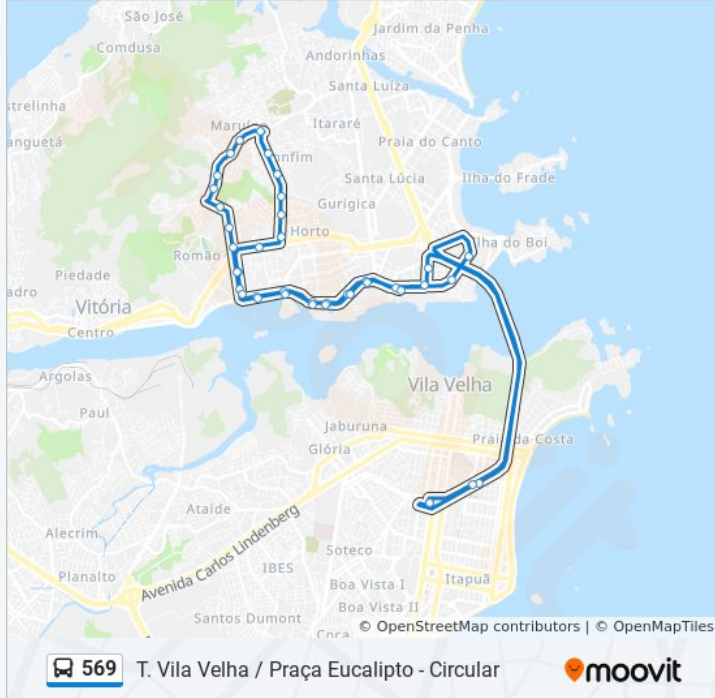 São José
Jardim da Penha
Comdusa
Andorinhas
Santa Luíza
strelinha
Maruípe
Itararé
anguetá
Praia do Canto
onfim
Santa Lúcia
Ilha do Frade
Gurigica
Horto
Ilha do Boi
Romão
Piedade
adro
Vitória
Centro
Argolas
Vila Velha
Paul
Jaburuna
Praia da Costa
Glória
Ataíde
Avenida Carlos Lindenberg
Alecrim
Soteco
IBES
Planalto
Boa Vista I
Itapuã
Boa Vista II
Santos Dumont
Coca
© OpenStreetMap contributors | © OpenMapTiles
569 T. Vila Velha / Praça Eucalipto - Circular
moovit